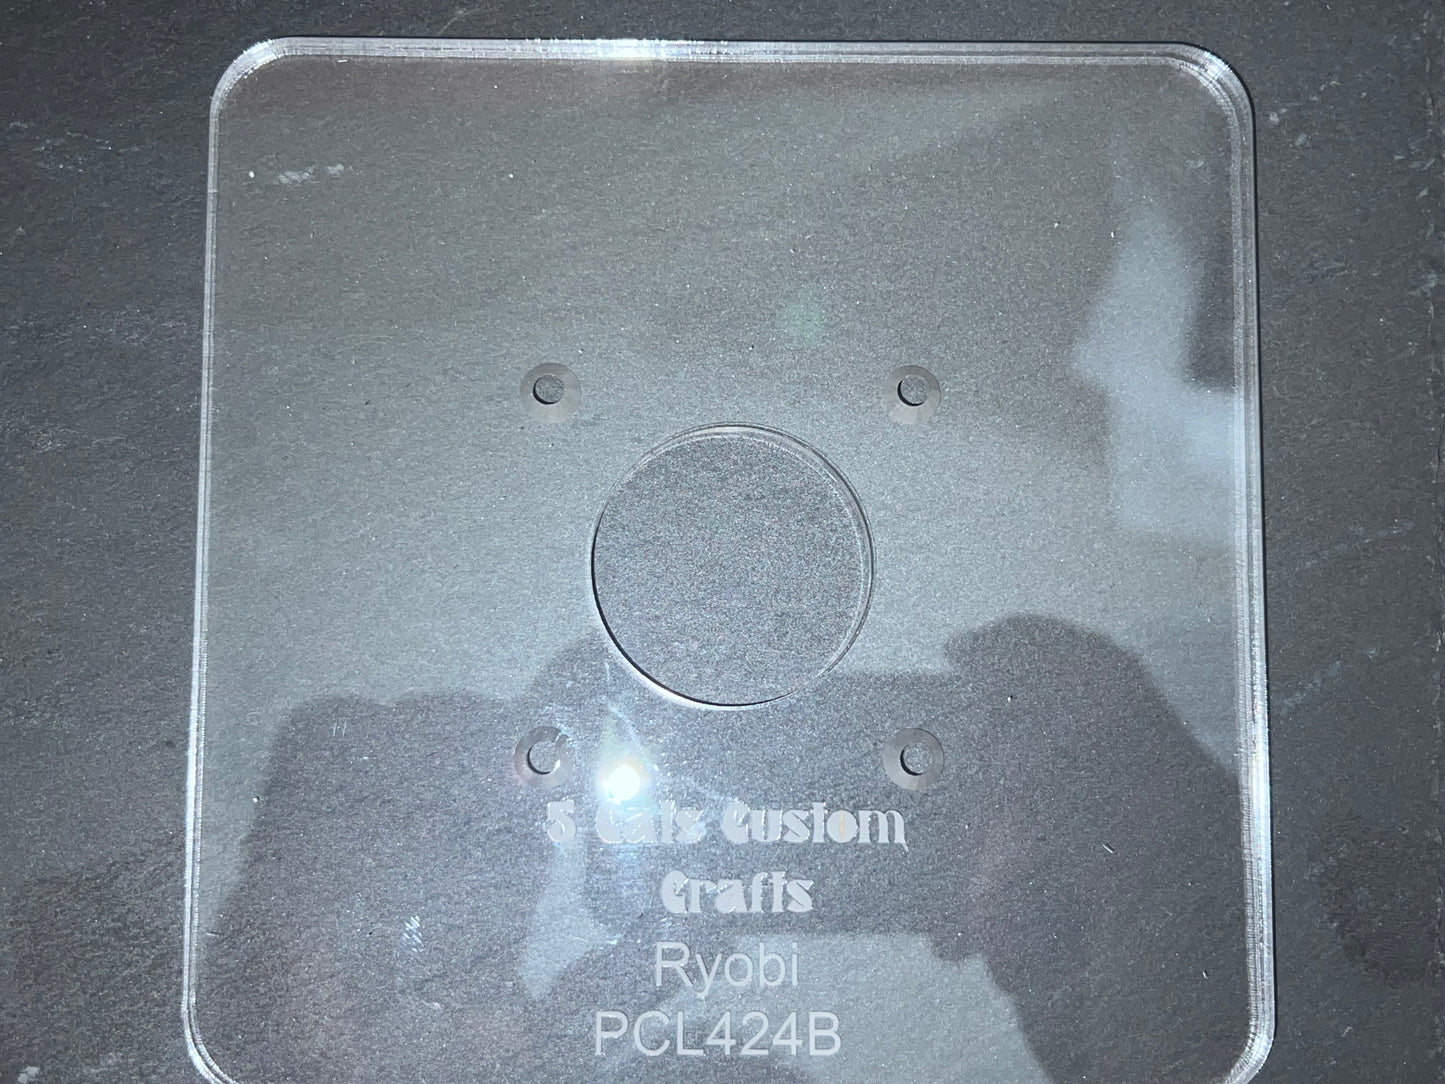 5 Cats Custom
Crafts
Ryobi
PCL424B